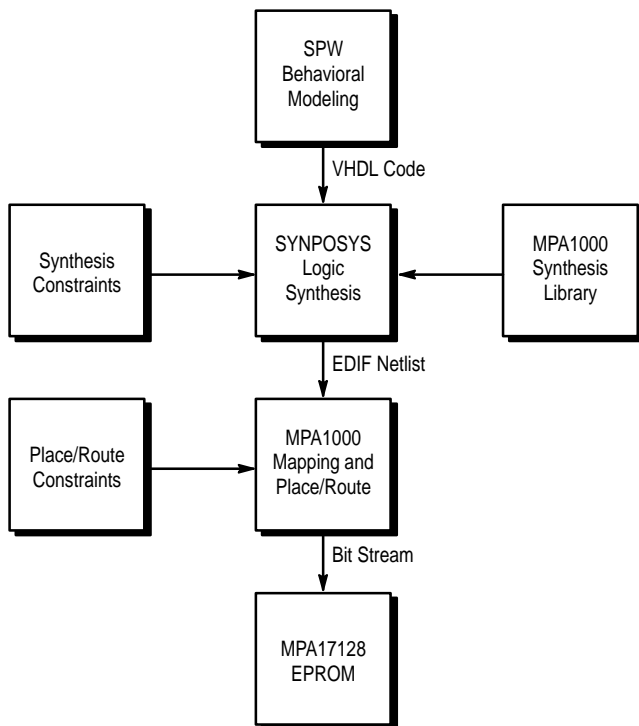 SPW
Behavioral
Modeling
VHDL Code
Synthesis
Constraints
SYNPOSYS
Logic
Synthesis
MPA1000
Synthesis
Library
EDIF Netlist
Place/Route
Constraints
MPA1000
Mapping and
Place/Route
Bit Stream
MPA17128
EPROM